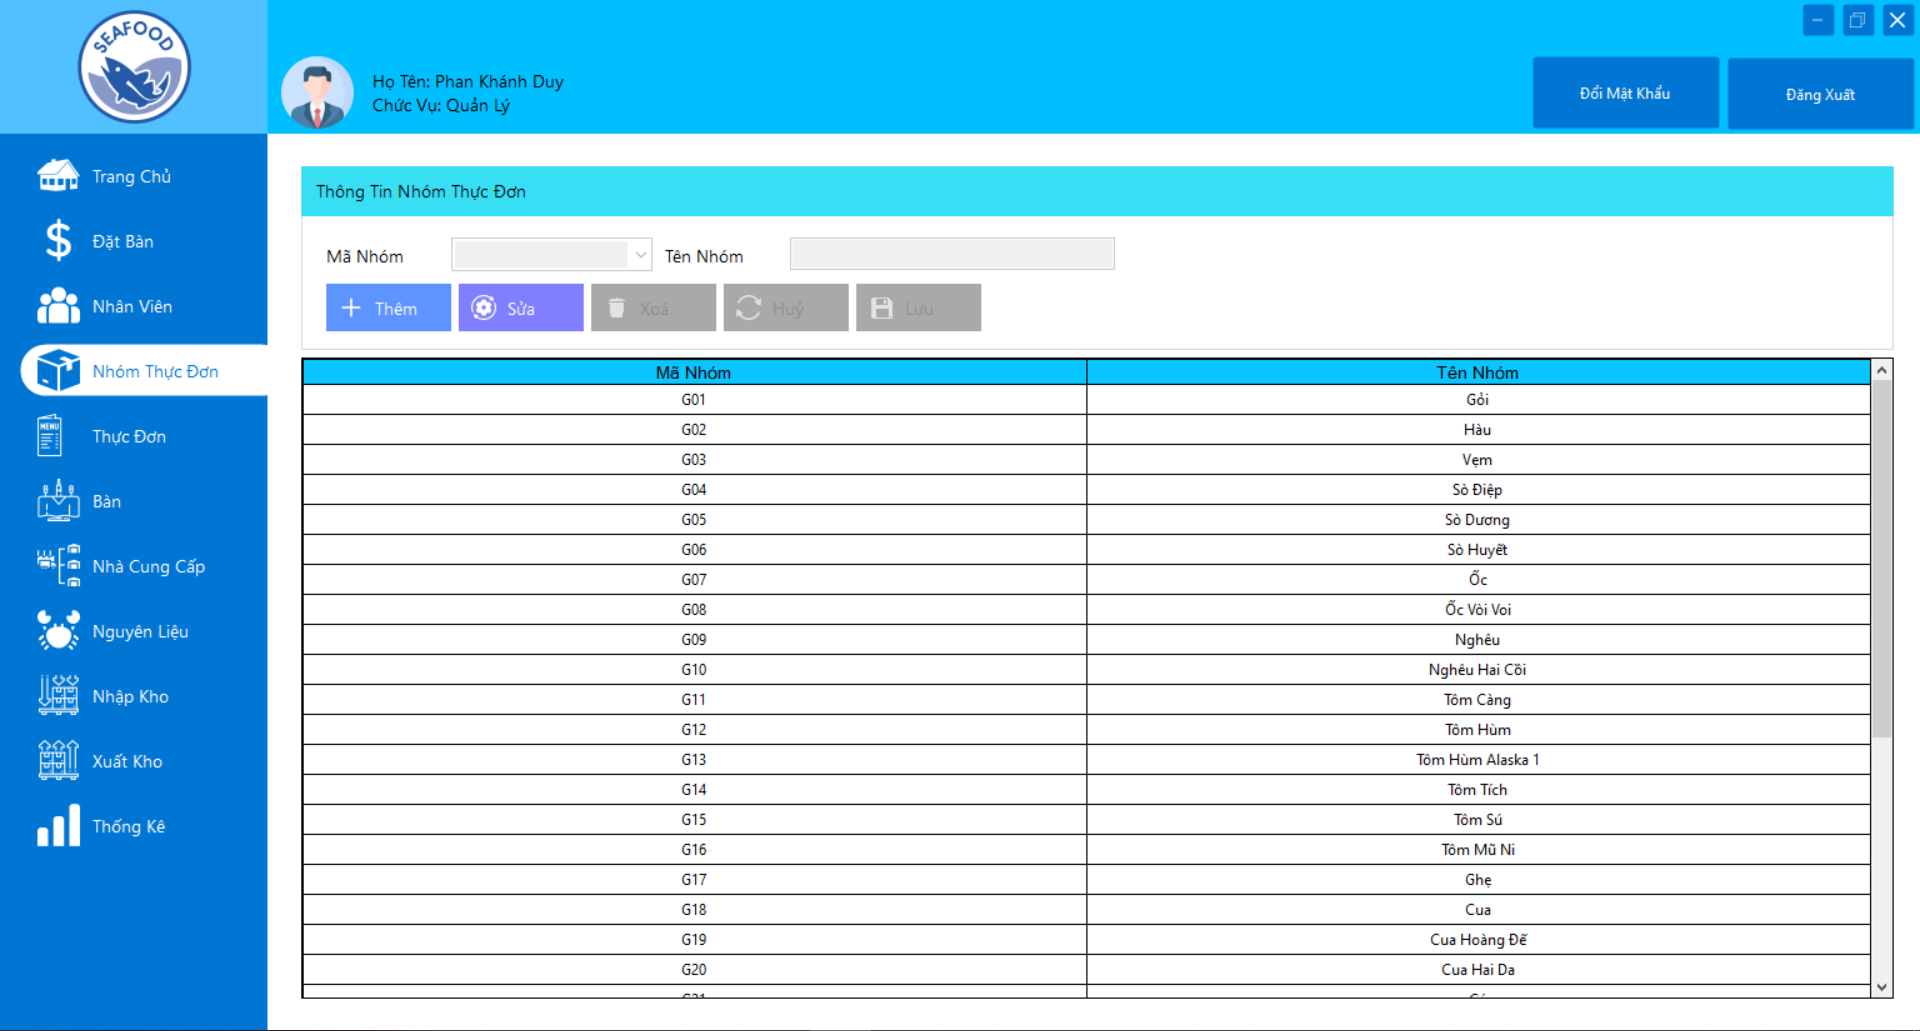 SEAFOOD
Họ Tên: Phan Khánh Duy
Chức Vụ: Quản Lý
Đổi Mật Khẩu
Đăng Xuất
Trang Chủ
Đặt Bàn
Nhân Viên
Nhóm Thực Đơn
MENU
Thực Đơn
Bàn
Nhà Cung Cấp
Nguyên Liệu
Nhập Kho
Xuất Kho
Thống Kê
Thông Tin Nhóm Thực Đơn
Mã Nhóm
Tên Nhóm
Thêm
Sửa
Xoá
Huỷ
Lưu
Mã Nhóm Tên Nhóm
G01 Gỏi
G02 Hàu
G03 Vẹm
G04 Sò Điệp
G05 Sò Dương
G06 Sò Huyết
G07 Ốc
G08 Ốc Vòi Voi
G09 Nghêu
G10 Nghêu Hai Cồi
G11 Tôm Càng
G12 Tôm Hùm
G13 Tôm Hùm Alaska 1
G14 Tôm Tích
G15 Tôm Sú
G16 Tôm Mũ Ni
G17 Ghẹ
G18 Cua
G19 Cua Hoàng Đế
G20 Cua Hai Da